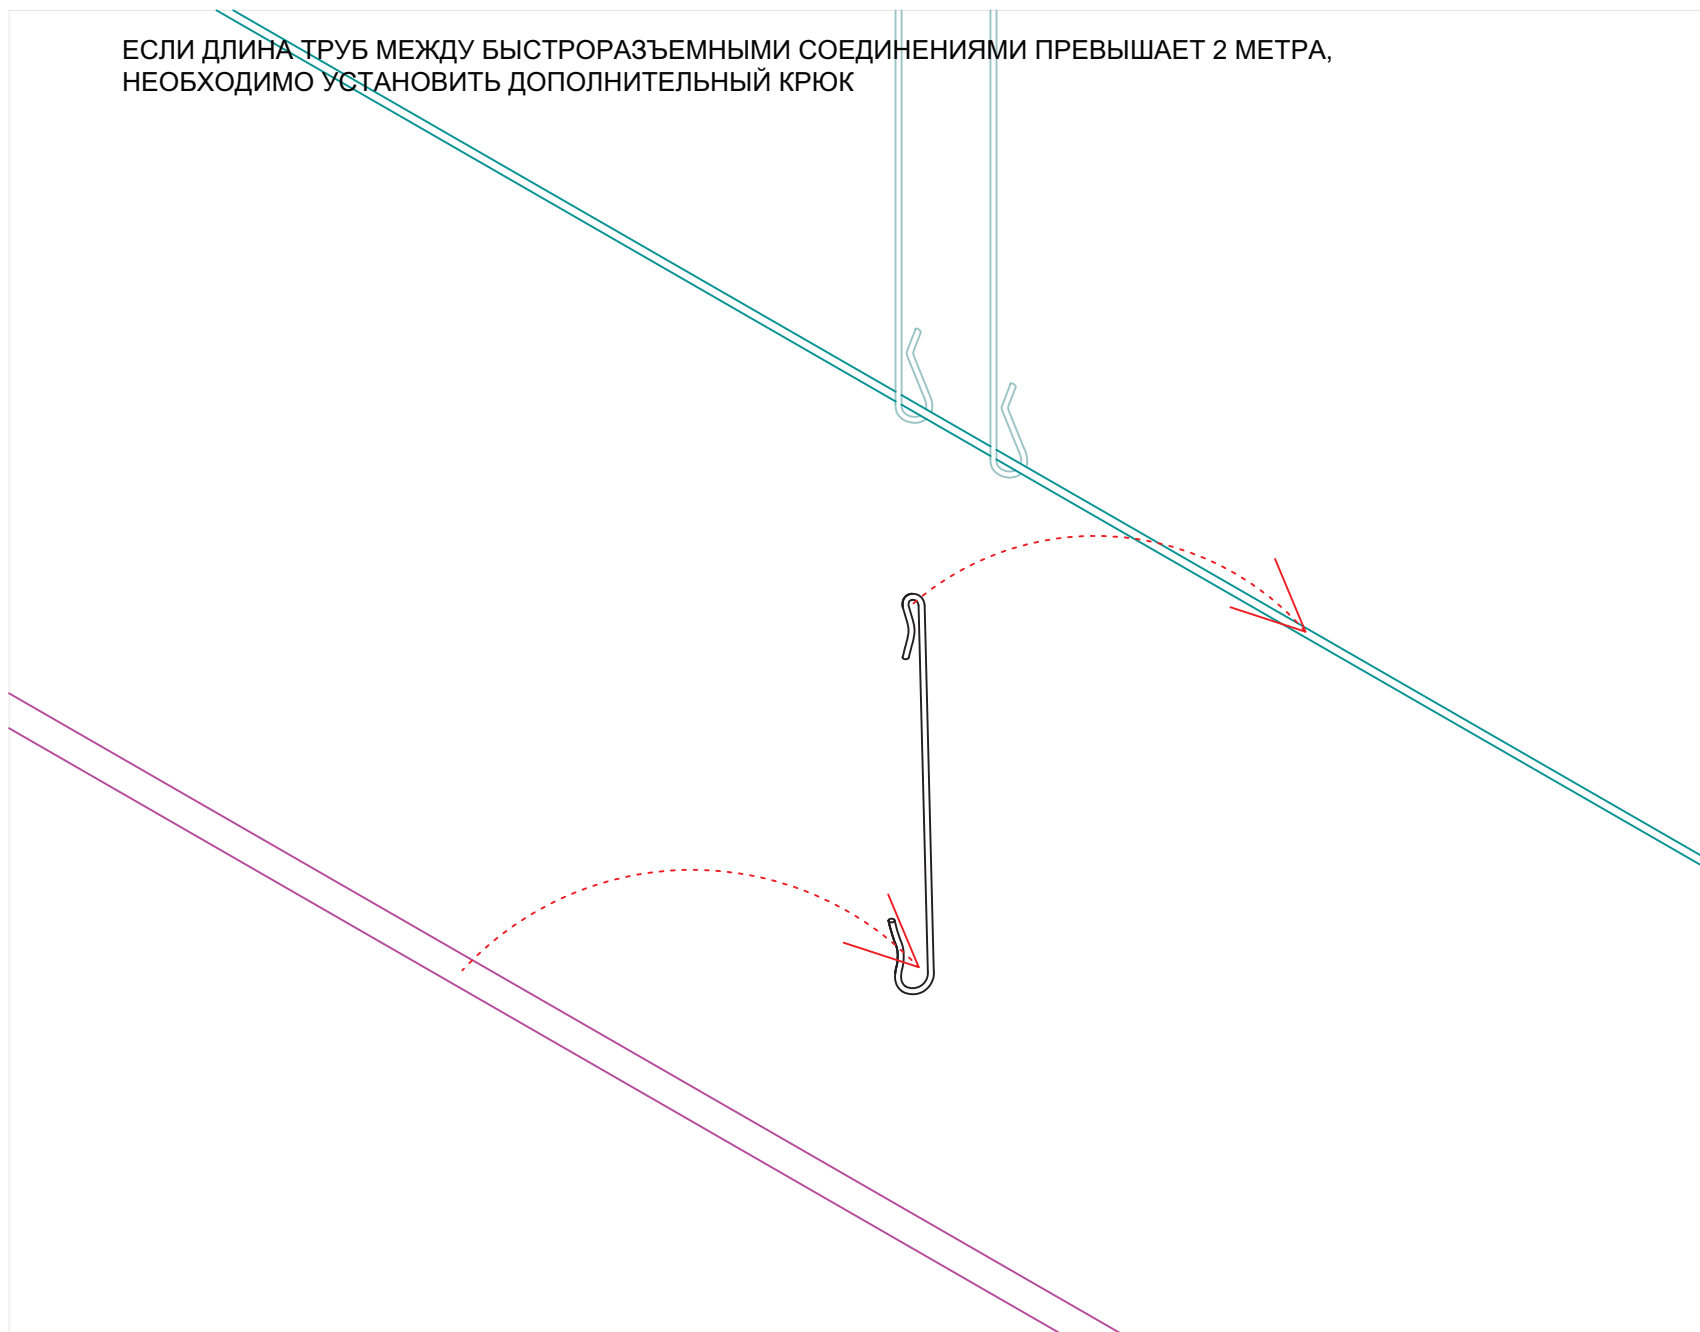 ЕСЛИ ДЛИНА ТРУБ МЕЖДУ БЫСТРОРАЗЪЕМНЫМИ СОЕДИНЕНИЯМИ ПРЕВЫШАЕТ 2 МЕТРА,
НЕОБХОДИМО УСТАНОВИТЬ ДОПОЛНИТЕЛЬНЫЙ КРЮК